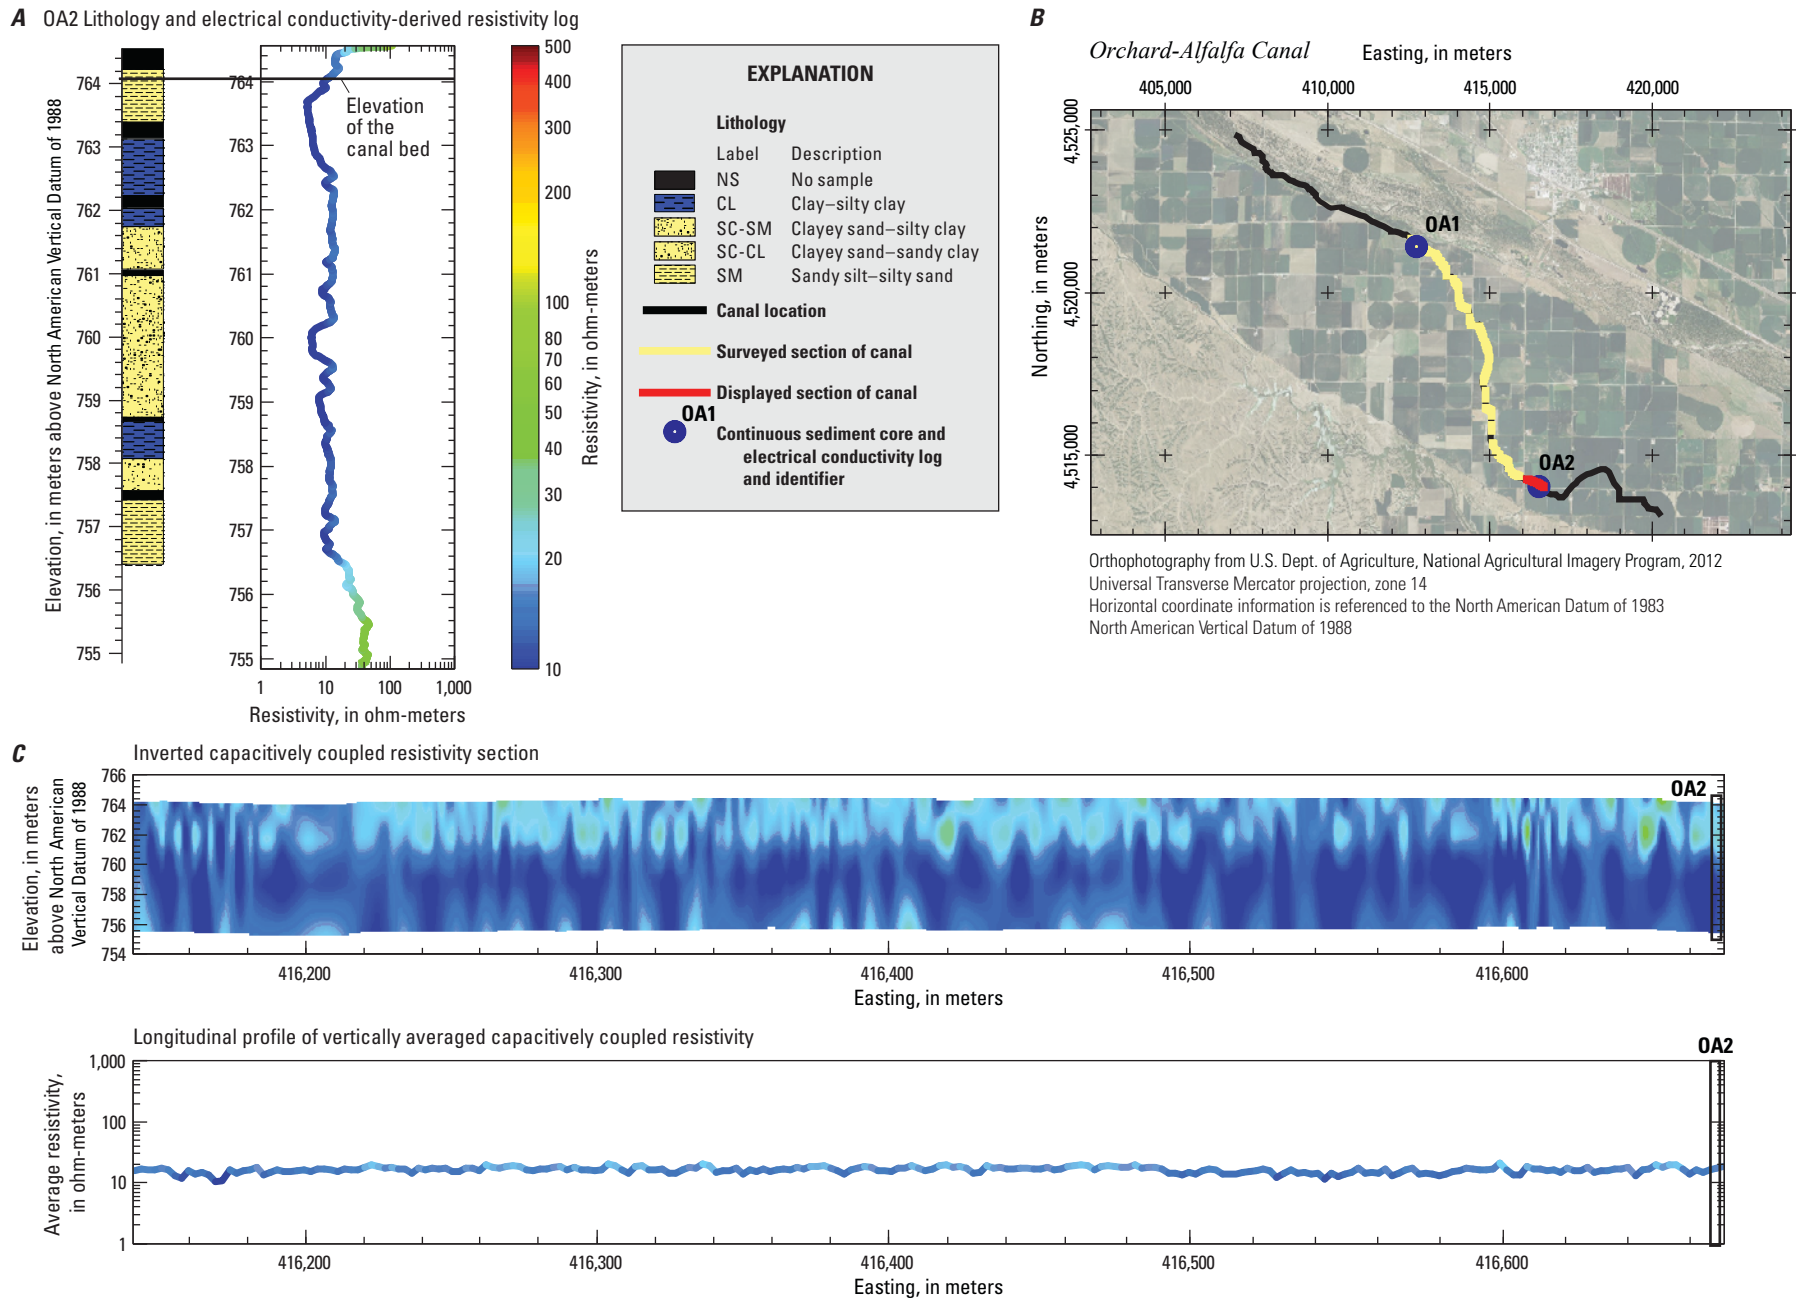 A OA2 Lithology and electrical conductivity-derived resistivity log
Elevation, in meters above North American Vertical Datum of 1988
764
763
762
761
760
759
758
757
756
755
764
763
762
761
760
759
758
757
756
755
Elevation
of the
canal bed
1 10 100 1,000
Resistivity, in ohm-meters
500
400
300
200
100
80
70
60
50
40
30
20
10
Resistivity, in ohm-meters
EXPLANATION
Lithology
Label Description
NS No sample
CL Clay–silty clay
SC-SM Clayey sand–silty clay
SC-CL Clayey sand–sandy clay
SM Sandy silt–silty sand
Canal location
Surveyed section of canal
Displayed section of canal
OA1
Continuous sediment core and
electrical conductivity log
and identifier
B
Orchard-Alfalfa Canal Easting, in meters
405,000 410,000 415,000 420,000
Northing, in meters
4,525,000
4,520,000
4,515,000
OA1
OA2
Orthophotography from U.S. Dept. of Agriculture, National Agricultural Imagery Program, 2012
Universal Transverse Mercator projection, zone 14
Horizontal coordinate information is referenced to the North American Datum of 1983
North American Vertical Datum of 1988
C Inverted capacitively coupled resistivity section
Elevation, in meters
above North American
Vertical Datum of 1988
766
764
762
760
758
756
754
OA2
416,200 416,300 416,400 416,500 416,600
Easting, in meters
Longitudinal profile of vertically averaged capacitively coupled resistivity
OA2
Average resistivity,
in ohm-meters
1,000
100
10
1
416,200 416,300 416,400 416,500 416,600
Easting, in meters